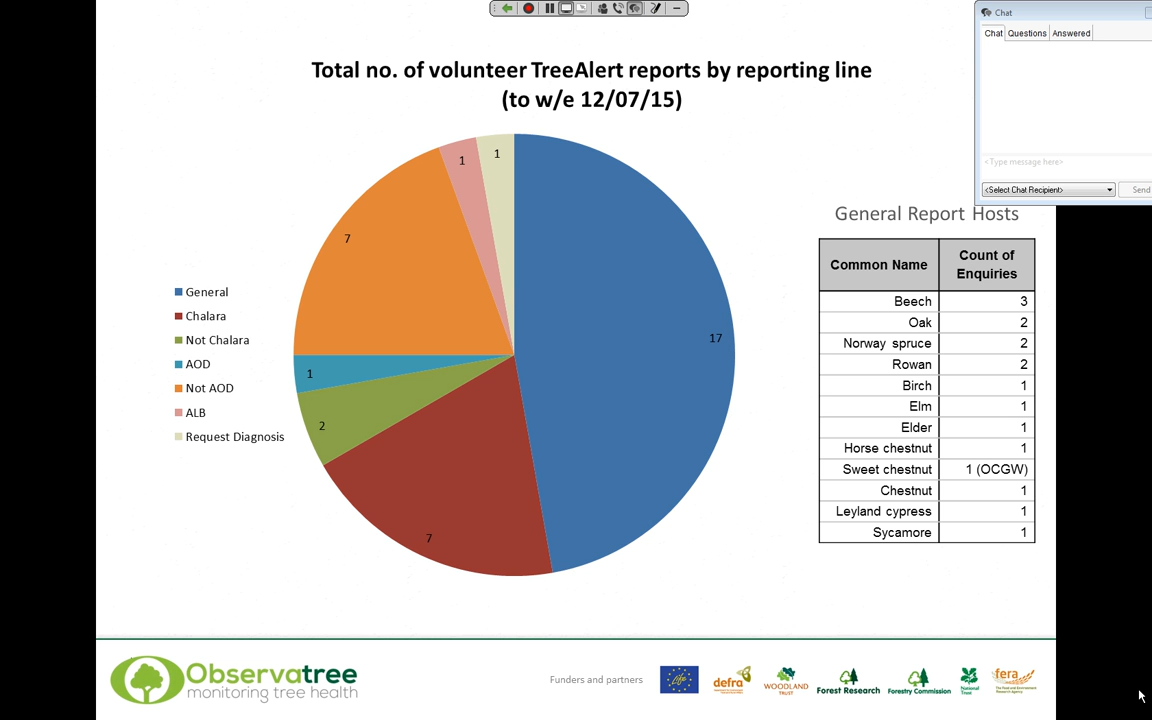 Chat
Chat Questions Answered
<Type message here>
<Select Chat Recipient>
Send
Total no. of volunteer TreeAlert reports by reporting line
(to w/e 12/07/15)
General
Chalara
Not Chalara
AOD
Not AOD
ALB
Request Diagnosis
1
1
7
17
1
2
7
General Report Hosts
Common Name Count of Enquiries
Beech 3
Oak 2
Norway spruce 2
Rowan 2
Birch 1
Elm 1
Elder 1
Horse chestnut 1
Sweet chestnut 1 (OCGW)
Chestnut 1
Leyland cypress 1
Sycamore 1
Observatree
monitoring tree health
Funders and partners
defra
WOODLAND
TRUST
Forest Research
Forestry Commission
National
Trust
fera